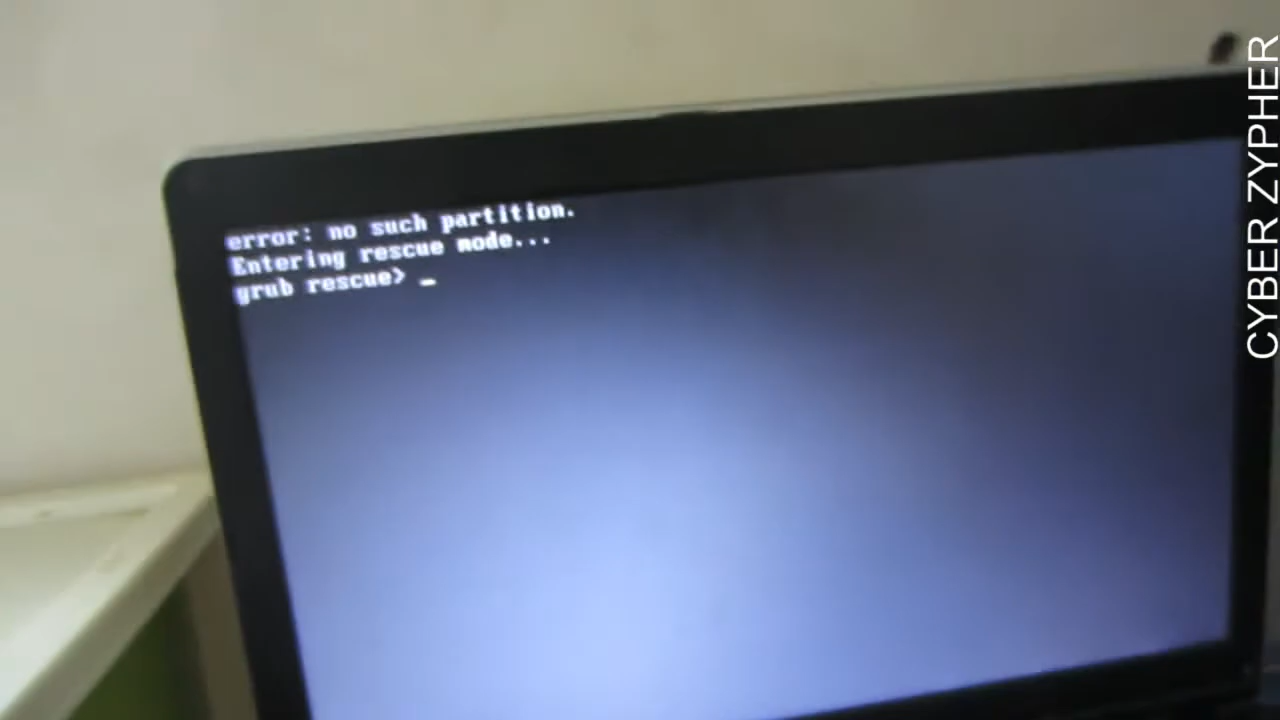 error: no such partition.
Entering rescue mode...
grub rescue> _
CYBER ZYPHER